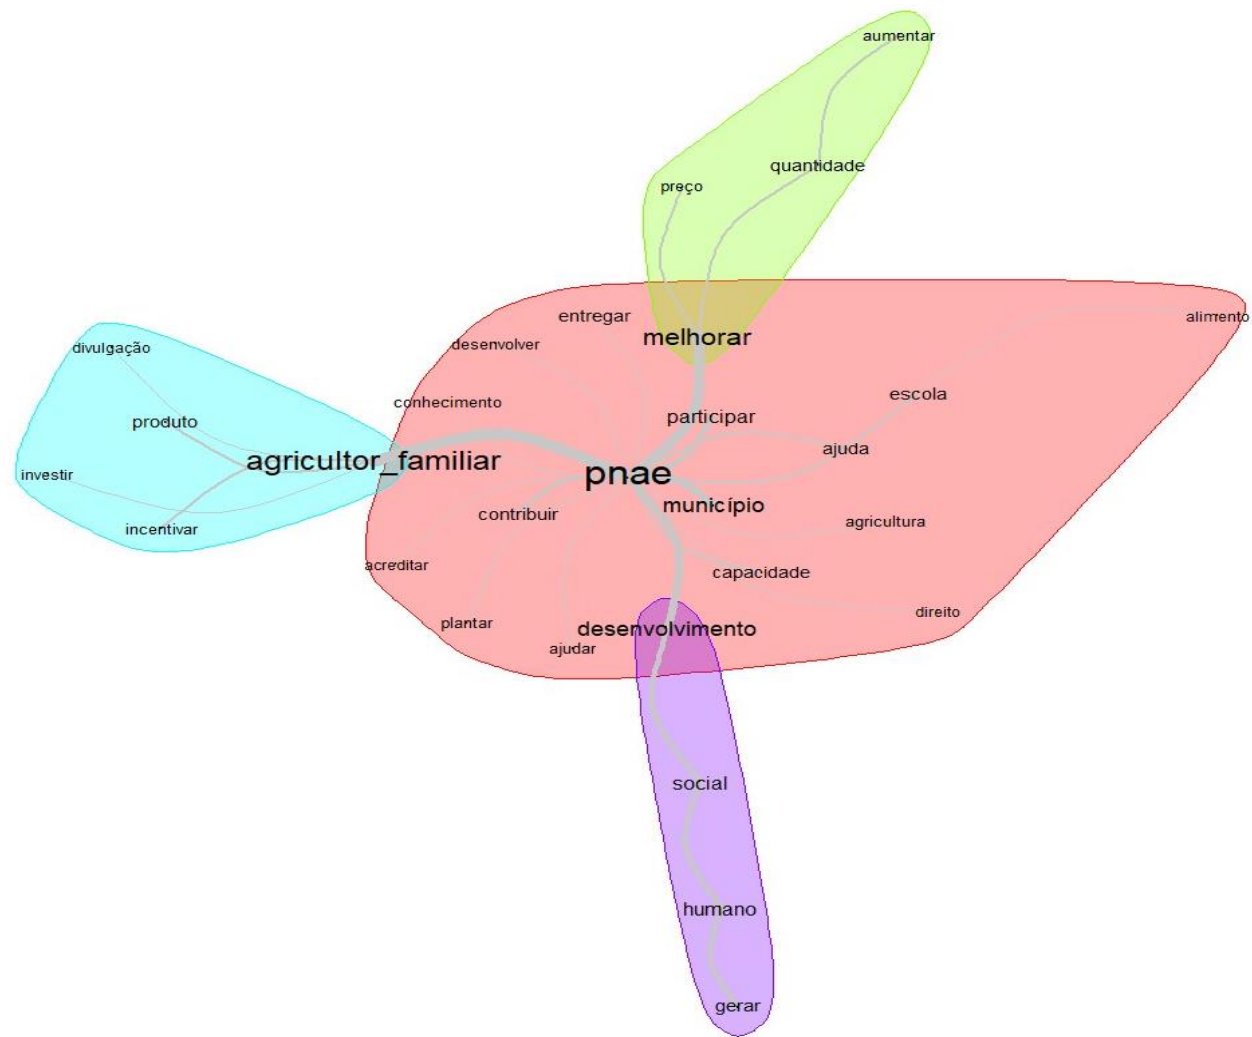 aumentar
quantidade
preço
entregar
alimento
melhorar
desenvolver
divulgação
escola
conhecimento
participar
produto
ajuda
agricultor_familiar
pnae
investir
município
contribuir
agricultura
incentivar
acreditar
capacidade
direito
plantar
desenvolvimento
ajudar
social
humano
gerar